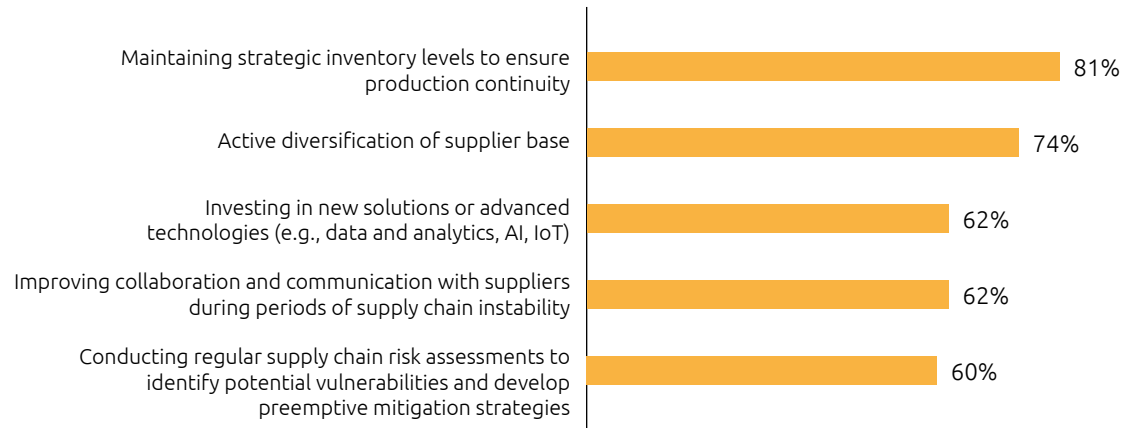 Maintaining strategic inventory levels to ensure
production continuity
81%
Active diversification of supplier base
74%
Investing in new solutions or advanced
technologies (e.g., data and analytics, AI, IoT)
62%
Improving collaboration and communication with suppliers
during periods of supply chain instability
62%
Conducting regular supply chain risk assessments to
identify potential vulnerabilities and develop
preemptive mitigation strategies
60%